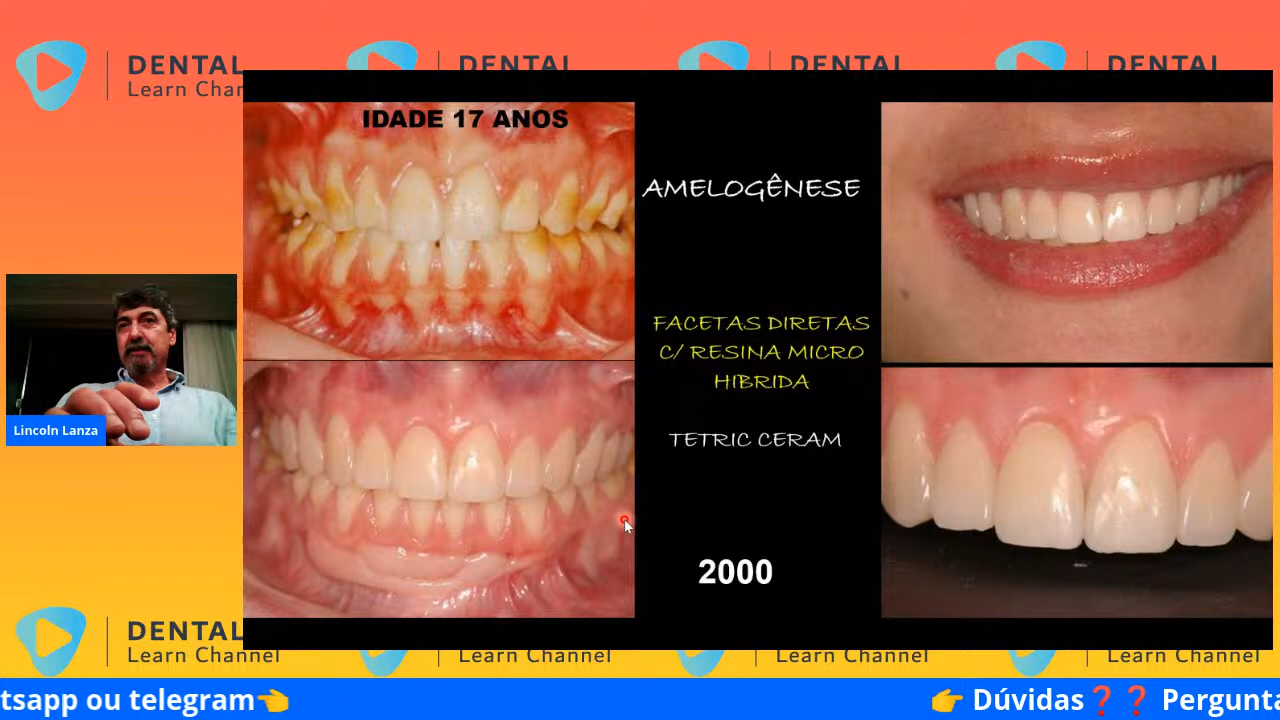 DENTAL
Learn Chan
DENTAL
DENTAL
DENTAL
IDADE 17 ANOS
AMELOGÊNESE
FACETAS DIRETAS
C/ RESINA MICRO
HIBRIDA
TETRIC CERAM
2000
Lincoln Lanza
DENTAL
Learn Channel
Learn Channel
Learn Channel
Learn Channel
tsapp ou telegram👈
👉 Dúvidas❓❓ Pergunta